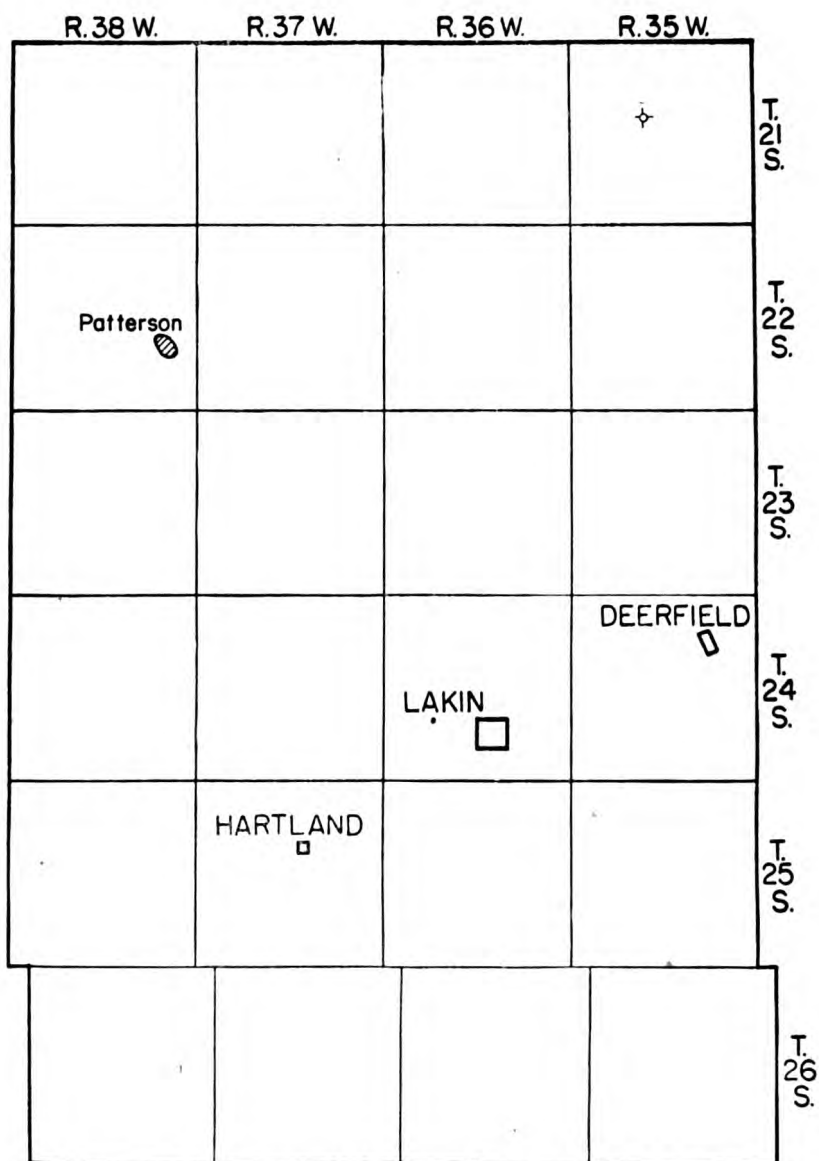 R.38 W. R.37 W. R.36 W. R.35 W.
T.
21
S.
T.
22
S.
Patterson
T.
23
S.
DEERFIELD
T.
24
S.
LAKIN
HARTLAND
T.
25
S.
T.
26
S.